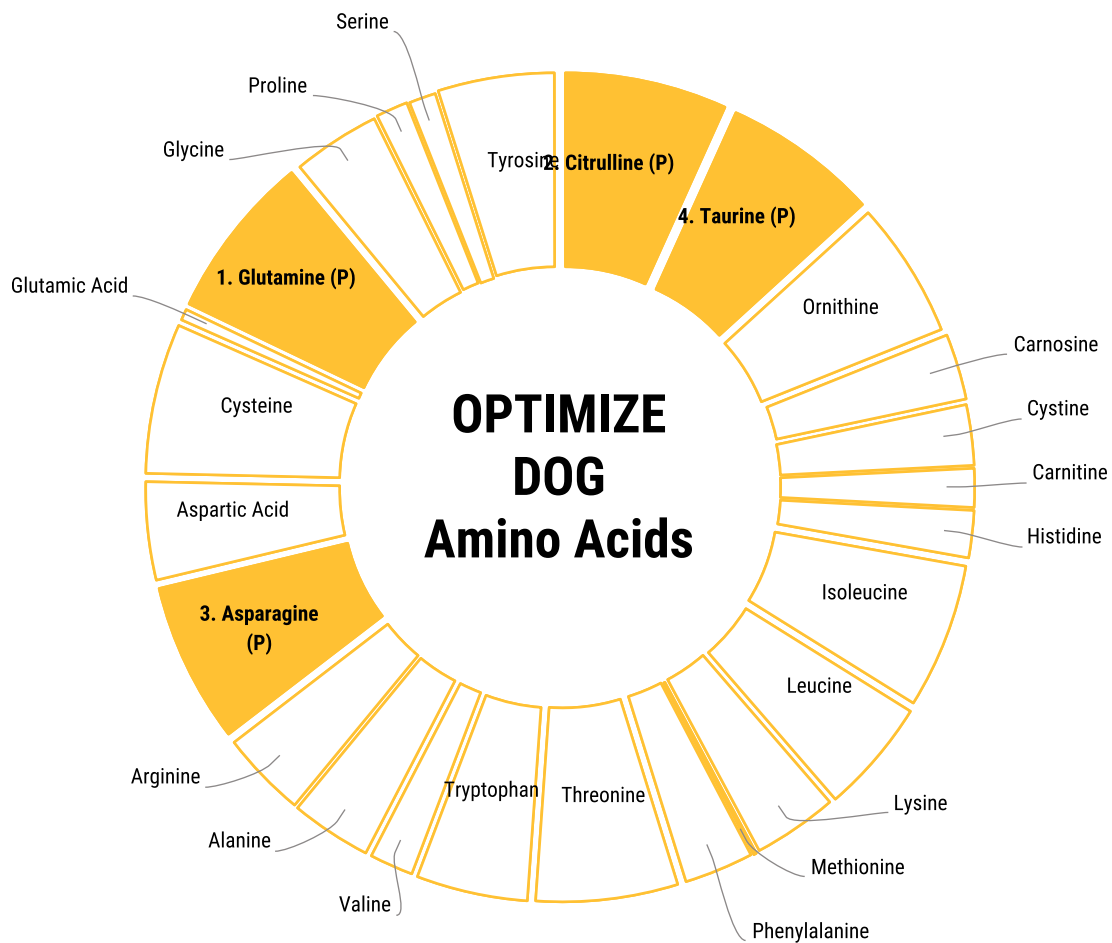 Serine
Proline
Glycine
Tyrosine
2. Citrulline (P)
4. Taurine (P)
1. Glutamine (P)
Glutamic Acid
Ornithine
Carnosine
Cysteine
Cystine
OPTIMIZE
DOG
Amino Acids
Carnitine
Aspartic Acid
Histidine
Isoleucine
3. Asparagine
(P)
Leucine
Arginine
Tryptophan
Threonine
Lysine
Alanine
Methionine
Valine
Phenylalanine